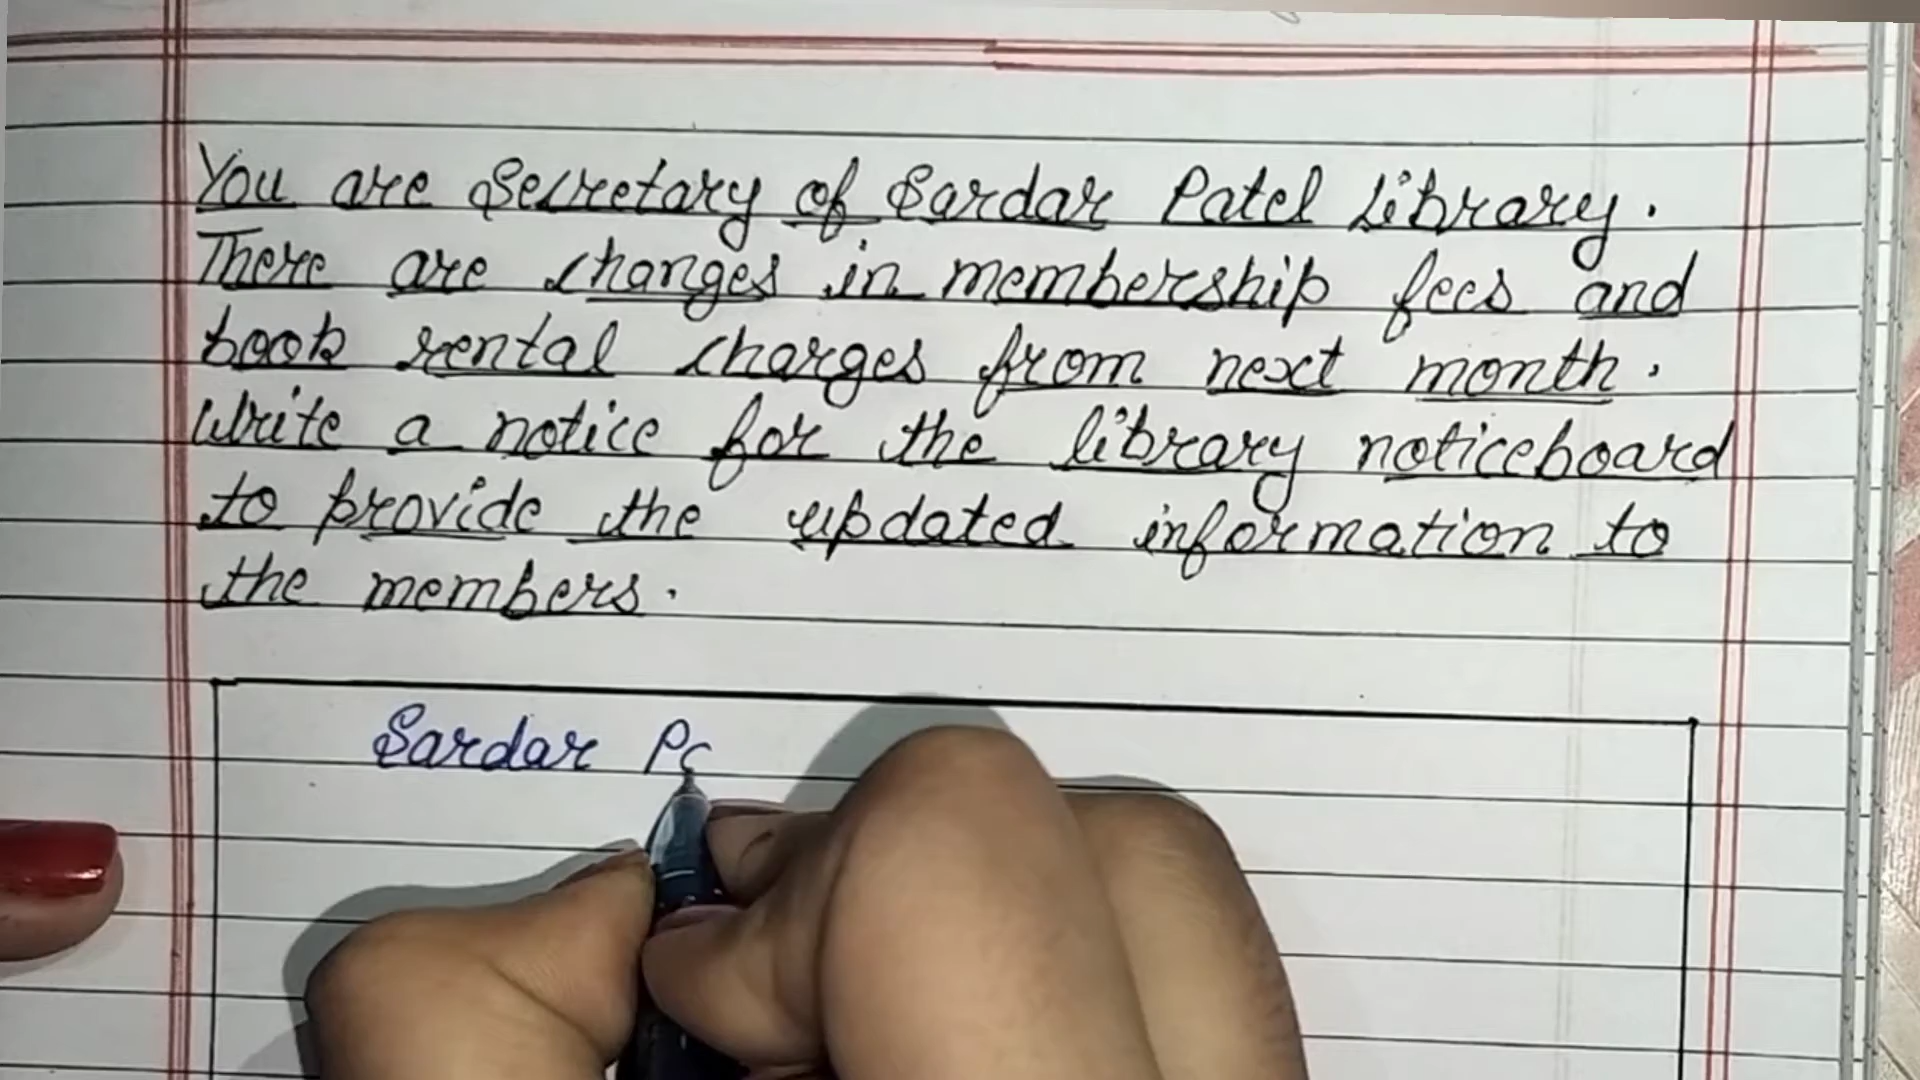 You are Secretary of Sardar Patel Library.
There are changes in membership fees and
book rental charges from next month.
Write a notice for the library noticeboard
to provide the updated information to
the members.
Sardar Pa